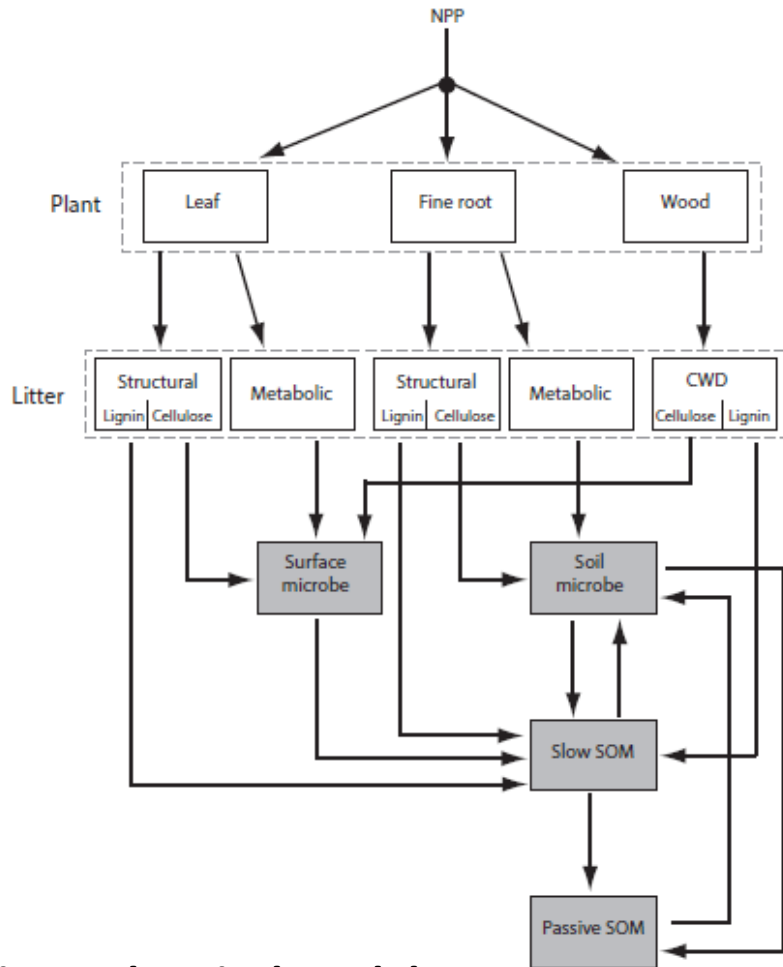 NPP
Plant
Leaf
Fine root
Wood
Litter
Structural
Lignin Cellulose
Metabolic
Structural
Lignin Cellulose
Metabolic
CWD
Cellulose Lignin
Surface
microbe
Soil
microbe
Slow SOM
Passive SOM